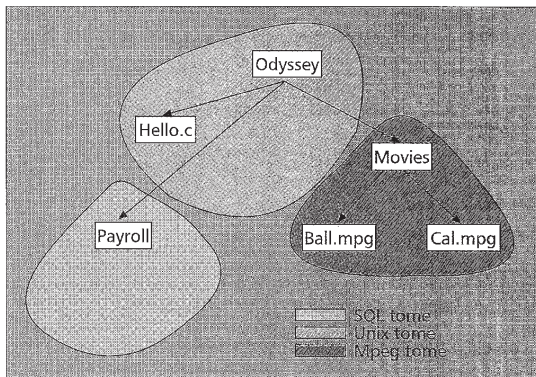 Odyssey
Hello.c
Movies
Payroll
Ball.mpg
Cal.mpg
SQL tome
Unix tome
Mpeg tome